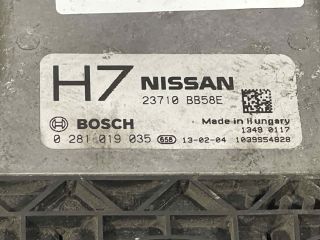 H7 NISSAN
23710 BB58E
BOSCH Made in Hungary
1349 0117
0 281 019 035 658 13-02-04 1039S54828